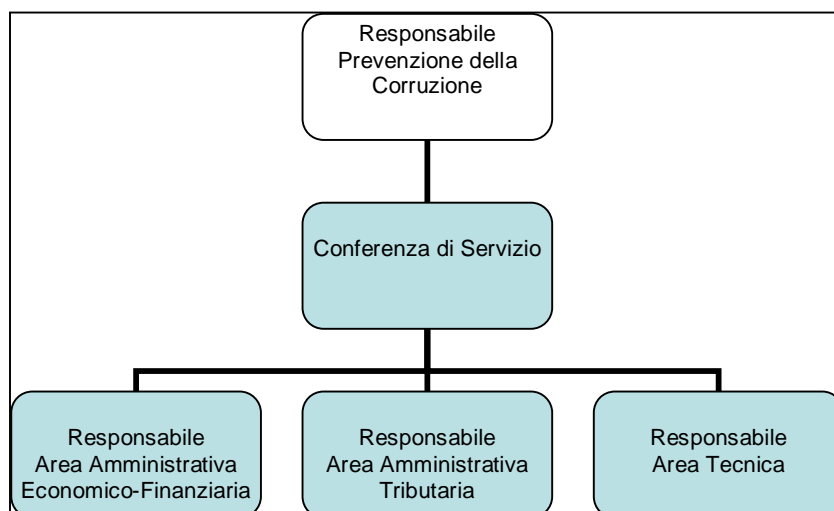 Responsabile
Prevenzione della
Corruzione
Conferenza di Servizio
Responsabile
Area Amministrativa
Economico-Finanziaria
Responsabile
Area Amministrativa
Tributaria
Responsabile
Area Tecnica